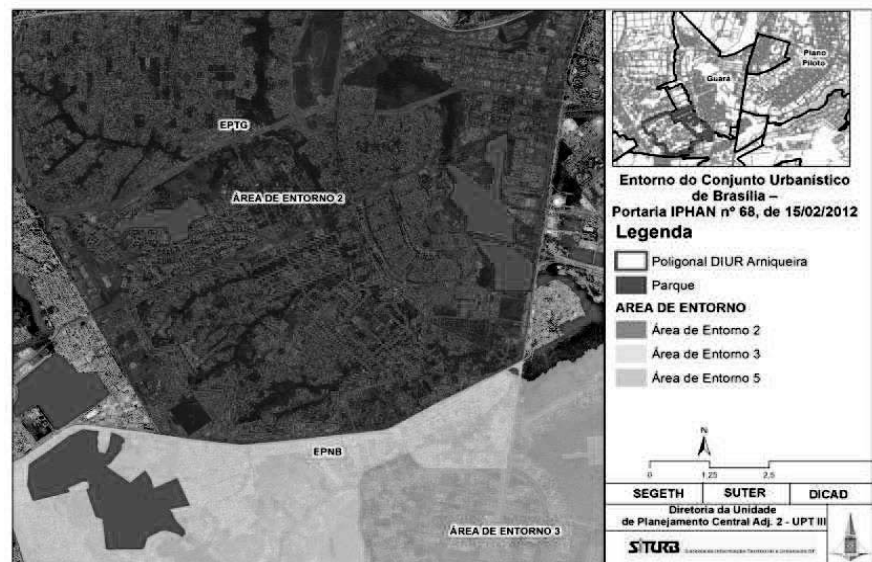 EPTG
ÁREA DE ENTORNO 2
EPNB
ÁREA DE ENTORNO 3
Plano
Piloto
Guará
Entorno do Conjunto Urbanístico
de Brasília –
Portaria IPHAN nº 68, de 15/02/2012
Legenda
Poligonal DIUR Arniqueira
Parque
AREA DE ENTORNO
Área de Entorno 2
Área de Entorno 3
Área de Entorno 5
N
0 1,25 2,5
SEGETH SUTER DICAD
Diretoria da Unidade
de Planejamento Central Adj. 2 - UPT III
SITURB